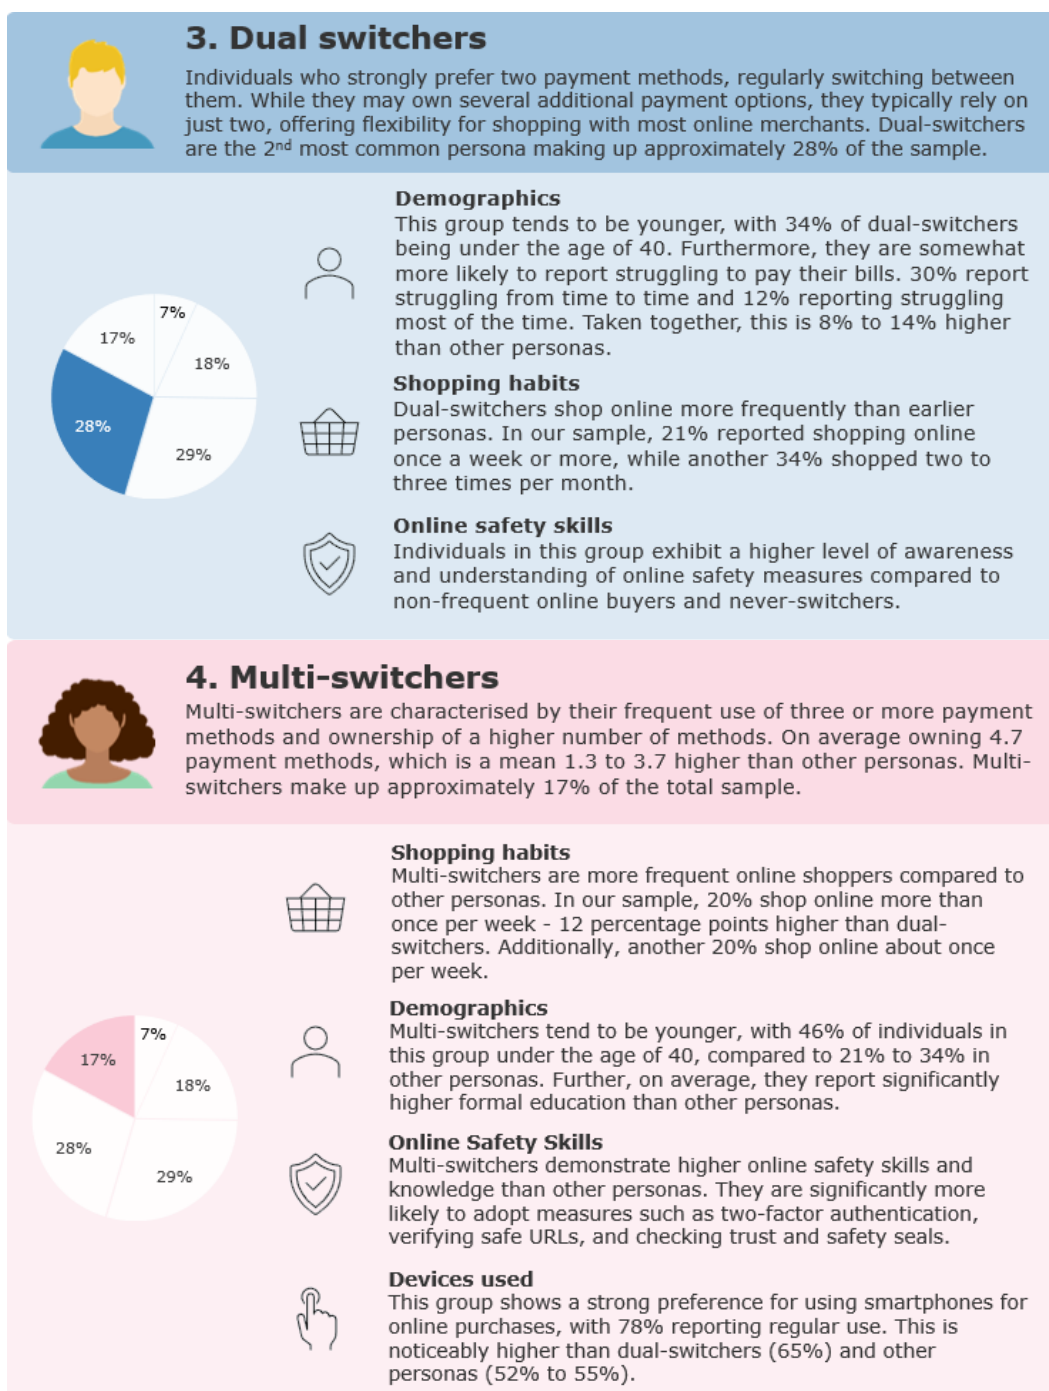 3. Dual switchers
Individuals who strongly prefer two payment methods, regularly switching between
them. While they may own several additional payment options, they typically rely on
just two, offering flexibility for shopping with most online merchants. Dual-switchers
are the 2nd most common persona making up approximately 28% of the sample.
Demographics
This group tends to be younger, with 34% of dual-switchers
being under the age of 40. Furthermore, they are somewhat
more likely to report struggling to pay their bills. 30% report
struggling from time to time and 12% reporting struggling
most of the time. Taken together, this is 8% to 14% higher
than other personas.
7%
17%
18%
28%
29%
Shopping habits
Dual-switchers shop online more frequently than earlier
personas. In our sample, 21% reported shopping online
once a week or more, while another 34% shopped two to
three times per month.
Online safety skills
Individuals in this group exhibit a higher level of awareness
and understanding of online safety measures compared to
non-frequent online buyers and never-switchers.
4. Multi-switchers
Multi-switchers are characterised by their frequent use of three or more payment
methods and ownership of a higher number of methods. On average owning 4.7
payment methods, which is a mean 1.3 to 3.7 higher than other personas. Multi-
switchers make up approximately 17% of the total sample.
Shopping habits
Multi-switchers are more frequent online shoppers compared to
other personas. In our sample, 20% shop online more than
once per week - 12 percentage points higher than dual-
switchers. Additionally, another 20% shop online about once
per week.
Demographics
Multi-switchers tend to be younger, with 46% of individuals in
this group under the age of 40, compared to 21% to 34% in
other personas. Further, on average, they report significantly
higher formal education than other personas.
7%
17%
18%
28%
29%
Online Safety Skills
Multi-switchers demonstrate higher online safety skills and
knowledge than other personas. They are significantly more
likely to adopt measures such as two-factor authentication,
verifying safe URLs, and checking trust and safety seals.
Devices used
This group shows a strong preference for using smartphones for
online purchases, with 78% reporting regular use. This is
noticeably higher than dual-switchers (65%) and other
personas (52% to 55%).